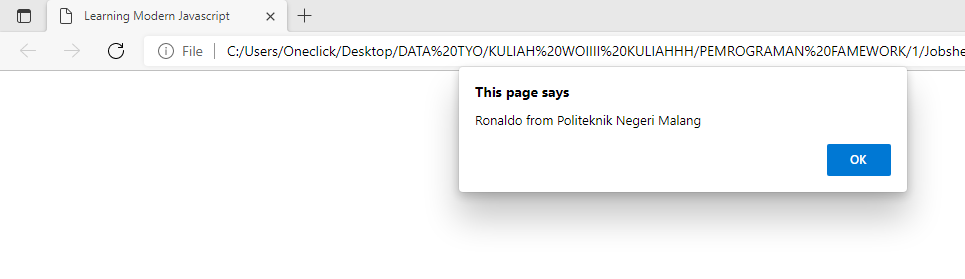 Learning Modern Javascript
File
C:/Users/Oneclick/Desktop/DATA%20TYO/KULIAH%20WOIIII%20KULIAHHH/PEMROGRAMAN%20FAMEWORK/1/Jobshe
This page says
Ronaldo from Politeknik Negeri Malang
OK